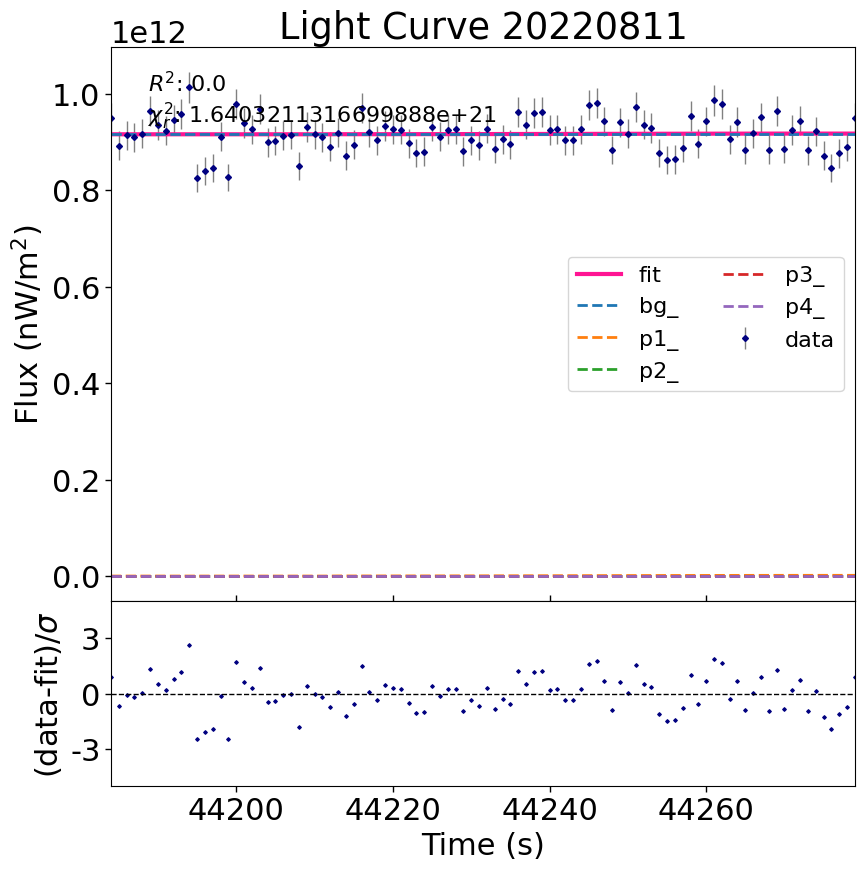 Light Curve 20220811
1e12
R²: 0.0
χ²ᵣ: 1.6403211316699888e+21
1.0
0.8
0.6
0.4
0.2
0.0
Flux (nW/m²)
fit
bg_
p1_
p2_
p3_
p4_
data
3
0
-3
(data-fit)/σ
44200
44220
44240
44260
Time (s)